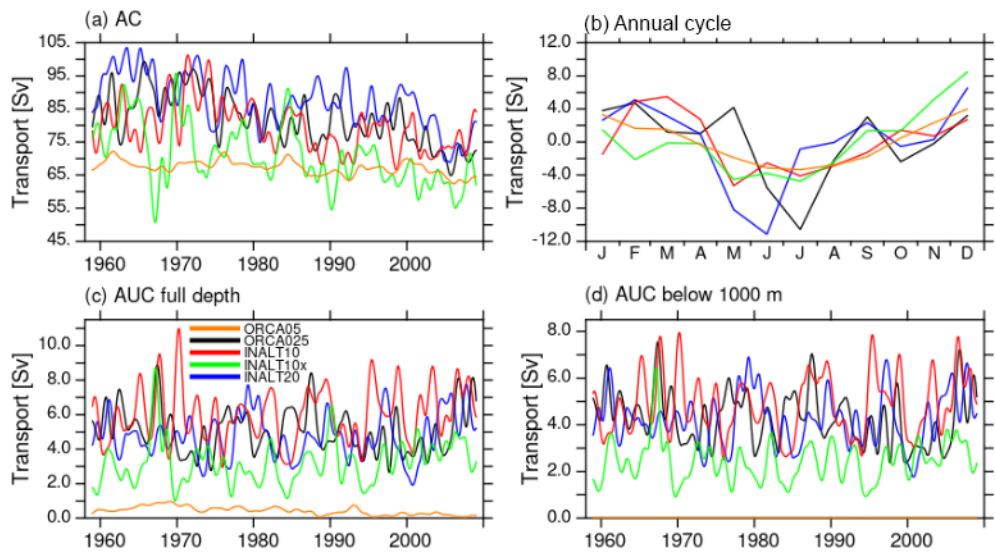 (a) AC
(b) Annual cycle
Transport [Sv]
105.
95.
85.
75.
65.
55.
45.
1960 1970 1980 1990 2000
Transport [Sv]
12.0
8.0
4.0
0.0
-4.0
-8.0
-12.0
J F M A M J J A S O N D
(c) AUC full depth
(d) AUC below 1000 m
Transport [Sv]
10.0
8.0
6.0
4.0
2.0
0.0
ORCA05
ORCA025
INALT10
INALT10x
INALT20
1960 1970 1980 1990 2000
Transport [Sv]
8.0
6.0
4.0
2.0
0.0
1960 1970 1980 1990 2000